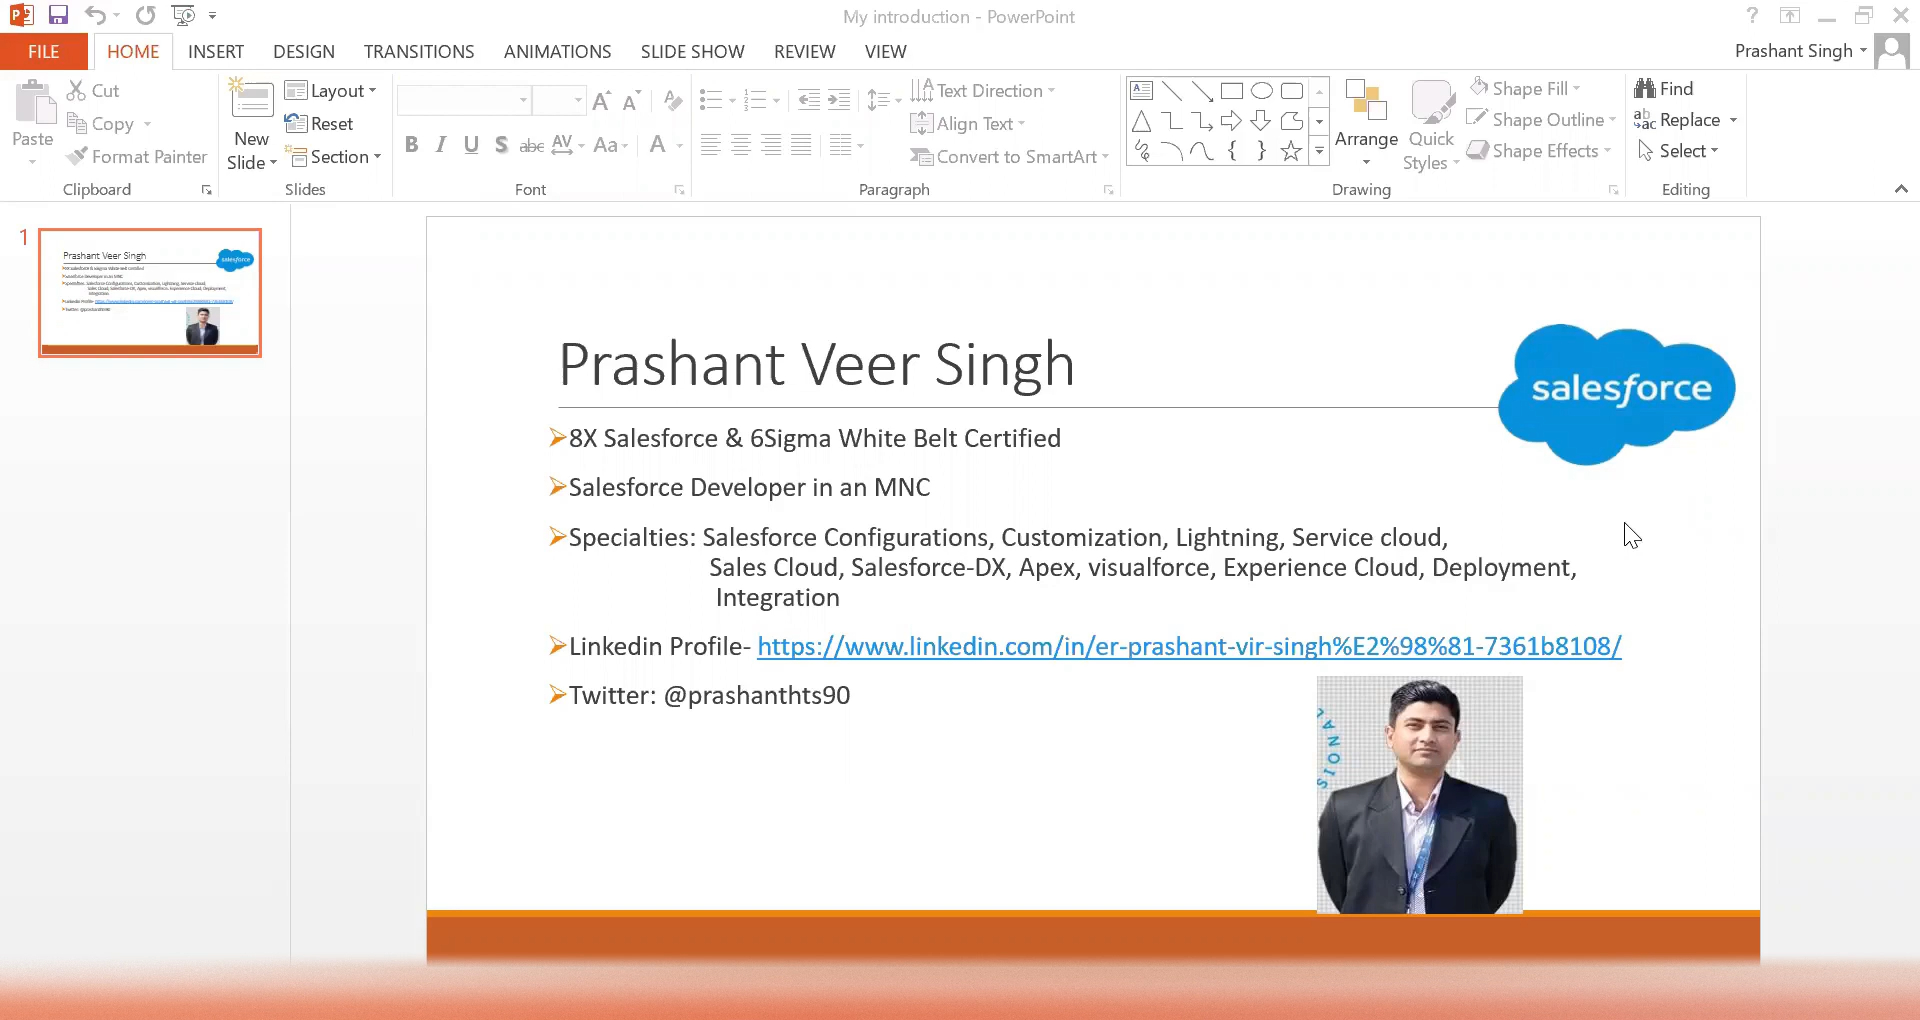 My introduction - PowerPoint
?
FILE HOME INSERT DESIGN TRANSITIONS ANIMATIONS SLIDE SHOW REVIEW VIEW
Prashant Singh
Paste
Cut
Copy
Format Painter
Clipboard
New
Slide
Layout
Reset
Section
Slides
B I U S abc AV Aa A
Font
Text Direction
Align Text
Convert to SmartArt
Paragraph
Arrange
Quick
Styles
Shape Fill
Shape Outline
Shape Effects
Drawing
Find
Replace
Select
Editing
1
Prashant Veer Singh
salesforce
Prashant Veer Singh
salesforce
8X Salesforce & 6Sigma White Belt Certified
Salesforce Developer in an MNC
Specialties: Salesforce Configurations, Customization, Lightning, Service cloud,
Sales Cloud, Salesforce-DX, Apex, visualforce, Experience Cloud, Deployment,
Integration
Linkedin Profile- https://www.linkedin.com/in/er-prashant-vir-singh%E2%98%81-7361b8108/
Twitter: @prashanthts90